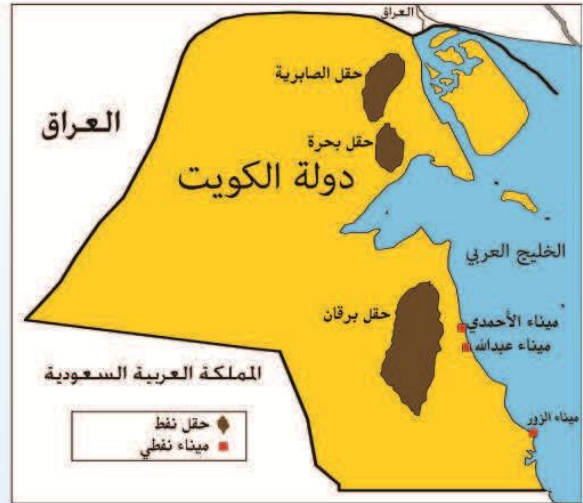 العراق
حقل الصابرية
العراق
حقل بحرة
دولة الكويت
الخليج العربي
حقل برقان
ميناء الأحمدي
ميناء عبدالله
المملكة العربية السعودية
ميناء الزور
حقل نفط
ميناء نفطي